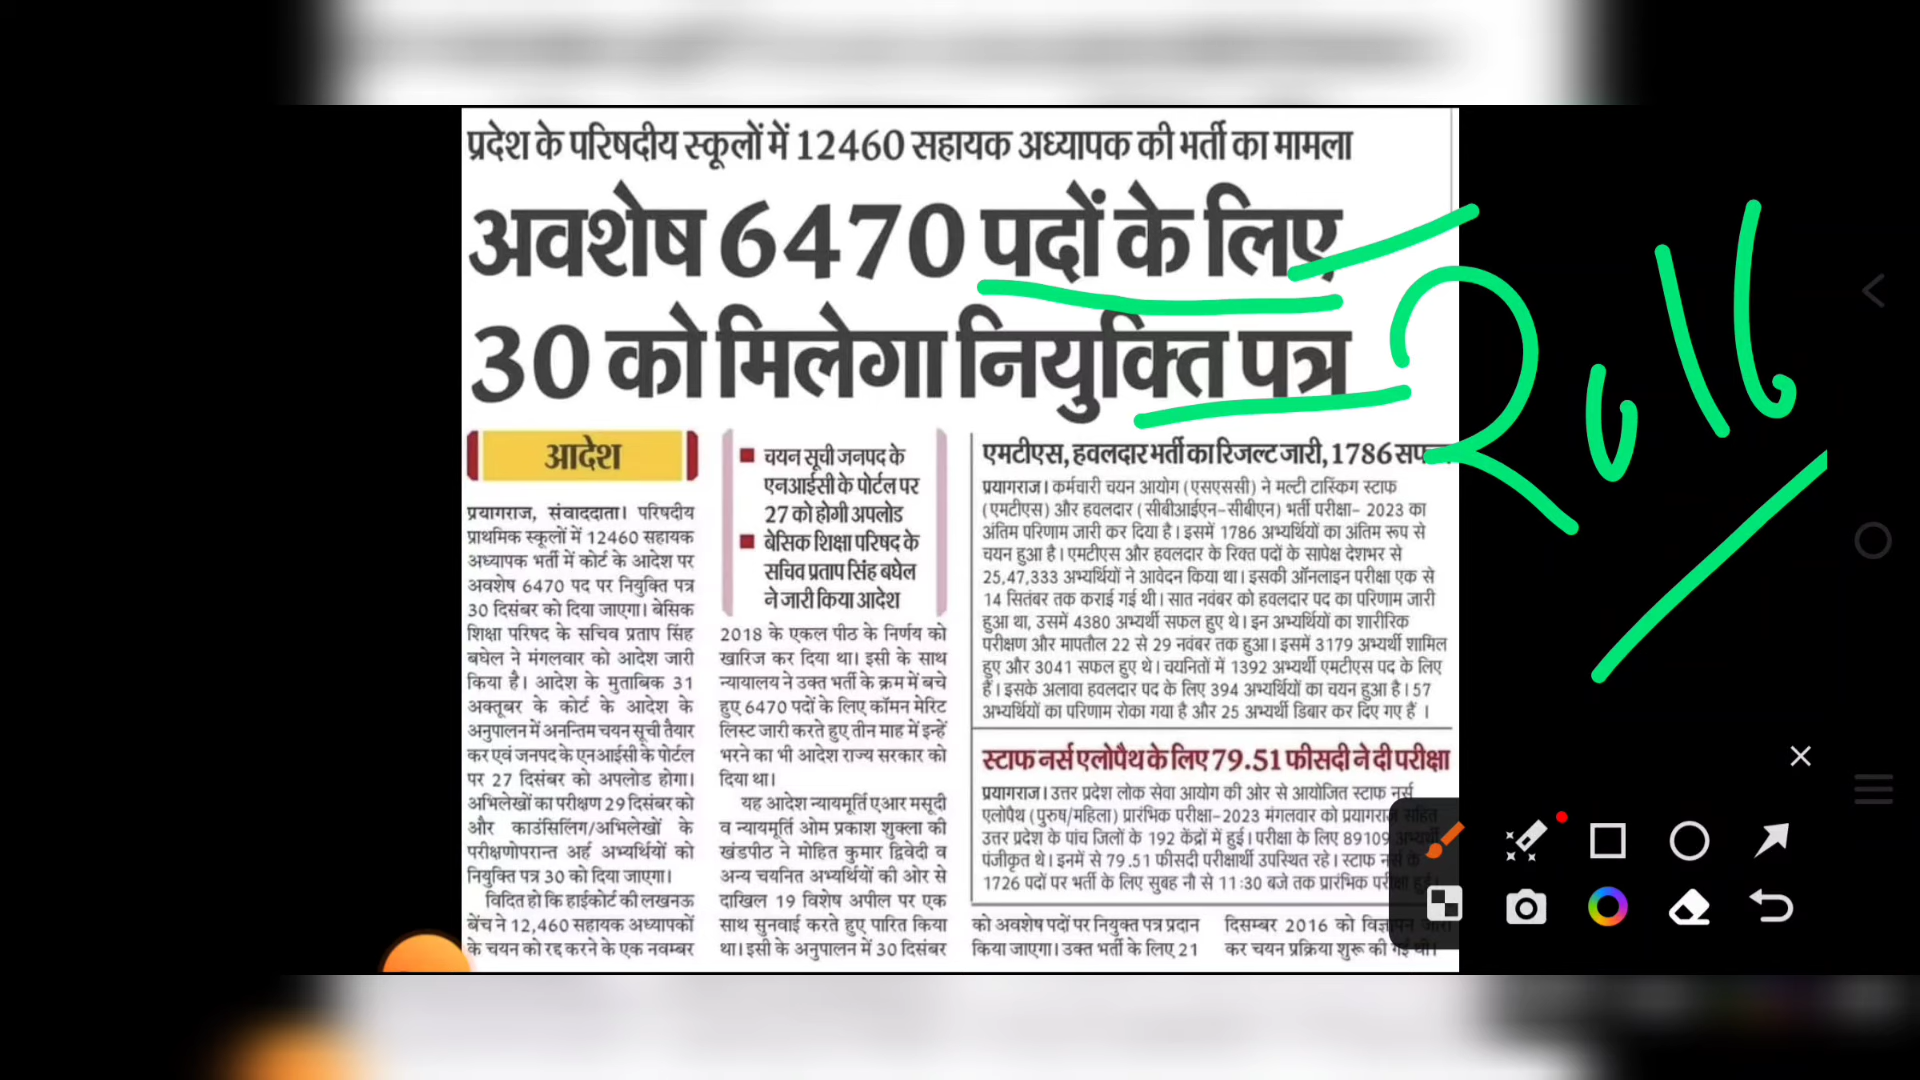 प्रदेश के परिषदीय स्कूलों में 12460 सहायक अध्यापक की भर्ती का मामला
अवशेष 6470 पदों के लिए
30 को मिलेगा नियुक्ति पत्र
2016
आदेश
प्रयागराज, संवाददाता। परिषदीय
प्राथमिक स्कूलों में 12460 सहायक
अध्यापक भर्ती में कोर्ट के आदेश पर
अवशेष 6470 पद पर नियुक्ति पत्र
30 दिसंबर को दिया जाएगा। बेसिक
शिक्षा परिषद के सचिव प्रताप सिंह
बघेल ने मंगलवार को आदेश जारी
किया है। आदेश के मुताबिक 31
अक्तूबर के कोर्ट के आदेश के
अनुपालन में अनन्तिम चयन सूची तैयार
कर एवं जनपद के एनआईसी के पोर्टल
पर 27 दिसंबर को अपलोड होगा।
अभिलेखों का परीक्षण 29 दिसंबर को
और काउंसिलिंग/अभिलेखों के
परीक्षणोपरान्त अर्ह अभ्यर्थियों को
नियुक्ति पत्र 30 को दिया जाएगा।
विदित हो कि हाईकोर्ट की लखनऊ
बेंच ने 12,460 सहायक अध्यापकों
के चयन को रद्द करने के एक नवम्बर
चयन सूची जनपद के
एनआईसी के पोर्टल पर
27 को होगी अपलोड
बेसिक शिक्षा परिषद के
सचिव प्रताप सिंह बघेल
ने जारी किया आदेश
2018 के एकल पीठ के निर्णय को
खारिज कर दिया था। इसी के साथ
न्यायालय ने उक्त भर्ती के क्रम में बचे
हुए 6470 पदों के लिए कॉमन मेरिट
लिस्ट जारी करते हुए तीन माह में इन्हें
भरने का भी आदेश राज्य सरकार को
दिया था।
यह आदेश न्यायमूर्ति एआर मसूदी
व न्यायमूर्ति ओम प्रकाश शुक्ला की
खंडपीठ ने मोहित कुमार द्विवेदी व
अन्य चयनित अभ्यर्थियों की ओर से
दाखिल 19 विशेष अपील पर एक
साथ सुनवाई करते हुए पारित किया
था। इसी के अनुपालन में 30 दिसंबर
एमटीएस, हवलदार भर्ती का रिजल्ट जारी, 1786
प्रयागराज। कर्मचारी चयन आयोग (एसएससी) ने मल्टी टास्किंग स्टाफ
(एमटीएस) और हवलदार (सीबीआईएन-सीबीएन) भर्ती परीक्षा- 2023 का
अंतिम परिणाम जारी कर दिया है। इसमें 1786 अभ्यर्थियों का अंतिम रूप से
चयन हुआ है। एमटीएस और हवलदार के रिक्त पदों के सापेक्ष देशभर से
25,47,333 अभ्यर्थियों ने आवेदन किया था। इसकी ऑनलाइन परीक्षा एक से
14 सितंबर तक कराई गई थी। सात नवंबर को हवलदार पद का परिणाम जारी
हुआ था, उसमें 4380 अभ्यर्थी सफल हुए थे। इन अभ्यर्थियों का शारीरिक
परीक्षण और मापतौल 22 से 29 नवंबर तक हुआ। इसमें 3179 अभ्यर्थी शामिल
हुए और 3041 सफल हुए थे। चयनितों में 1392 अभ्यर्थी एमटीएस पद के लिए
हैं। इसके अलावा हवलदार पद के लिए 394 अभ्यर्थियों का चयन हुआ है। 57
अभ्यर्थियों का परिणाम रोका गया है और 25 अभ्यर्थी डिबार कर दिए गए हैं ।
स्टाफ नर्स एलोपैथ के लिए 79.51 फीसदी ने दी परीक्षा
प्रयागराज। उत्तर प्रदेश लोक सेवा आयोग की ओर से आयोजित स्टाफ नर्स
एलोपैथ (पुरुष/महिला) प्रारंभिक परीक्षा-2023 मंगलवार को प्रयागराज सहित
उत्तर प्रदेश के पांच जिलों के 192 केंद्रों में हुई। परीक्षा के लिए 89109 अभ्यर्थी
पंजीकृत थे। इनमें से 79.51 फीसदी परीक्षार्थी उपस्थित रहे। स्टाफ नर्स के
1726 पदों पर भर्ती के लिए सुबह नौ से 11:30 बजे तक प्रारंभिक परीक्षा हुई।
को अवशेष पदों पर नियुक्त पत्र प्रदान
किया जाएगा। उक्त भर्ती के लिए 21
दिसम्बर 2016 को विज्ञापन जारी
कर चयन प्रक्रिया शुरू की गई थी।